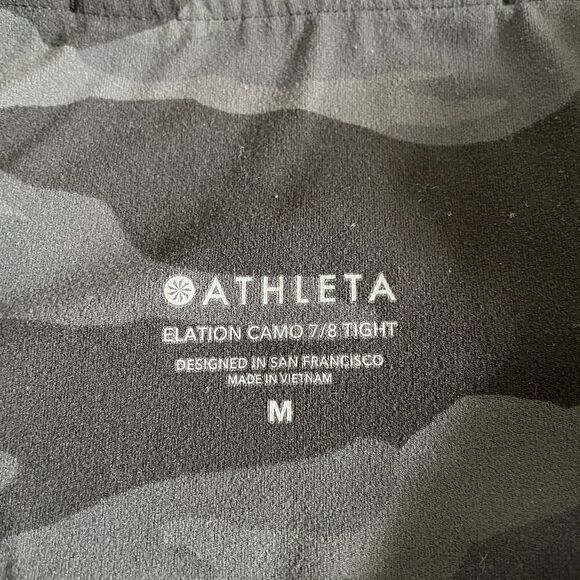 ATHLETA
ELATION CAMO 7/8 TIGHT
DESIGNED IN SAN FRANCISCO
MADE IN VIETNAM
M